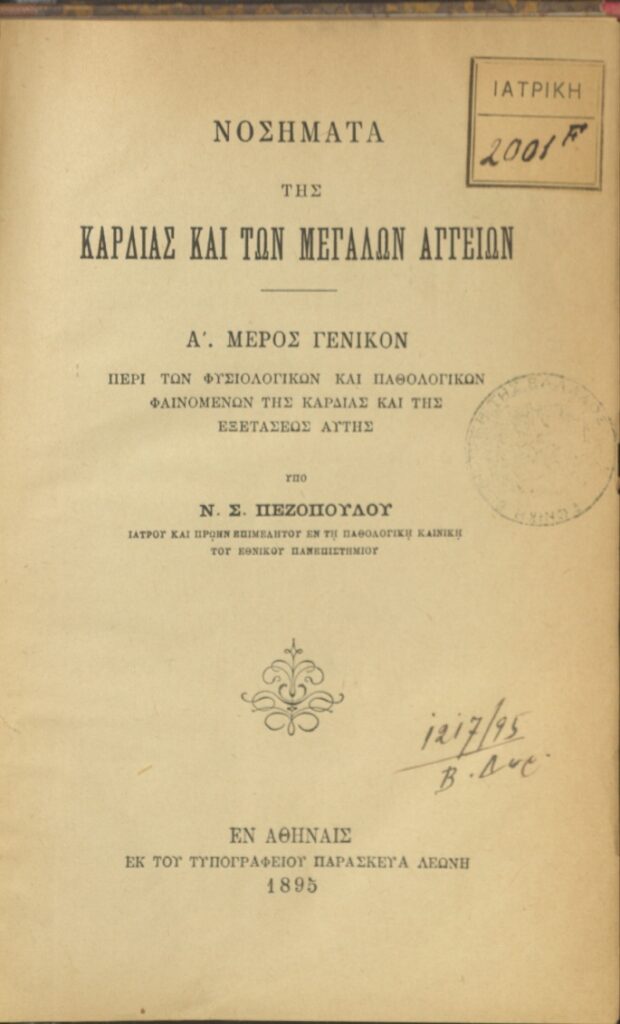 ΙΑΤΡΙΚΗ
2001 F
ΝΟΣΗΜΑΤΑ
ΤΗΣ
ΚΑΡΔΙΑΣ ΚΑΙ ΤΩΝ ΜΕΓΑΛΩΝ ΑΓΓΕΙΩΝ
Α΄. ΜΕΡΟΣ ΓΕΝΙΚΟΝ
ΠΕΡΙ ΤΩΝ ΦΥΣΙΟΛΟΓΙΚΩΝ ΚΑΙ ΠΑΘΟΛΟΓΙΚΩΝ
ΦΑΙΝΟΜΕΝΩΝ ΤΗΣ ΚΑΡΔΙΑΣ ΚΑΙ ΤΗΣ
ΕΞΕΤΑΣΕΩΣ ΑΥΤΗΣ
ΥΠΟ
Ν. Σ. ΠΕΖΟΠΟΥΛΟΥ
ΙΑΤΡΟΥ ΚΑΙ ΠΡΩΗΝ ΕΠΙΜΕΛΗΤΟΥ ΕΝ ΤΗ ΠΑΘΟΛΟΓΙΚΗ ΚΛΙΝΙΚΗ
ΤΟΥ ΕΘΝΙΚΟΥ ΠΑΝΕΠΙΣΤΗΜΙΟΥ
1217/95
Β. Δωρ.
ΕΝ ΑΘΗΝΑΙΣ
ΕΚ ΤΟΥ ΤΥΠΟΓΡΑΦΕΙΟΥ ΠΑΡΑΣΚΕΥΑ ΛΕΩΝΗ
1895